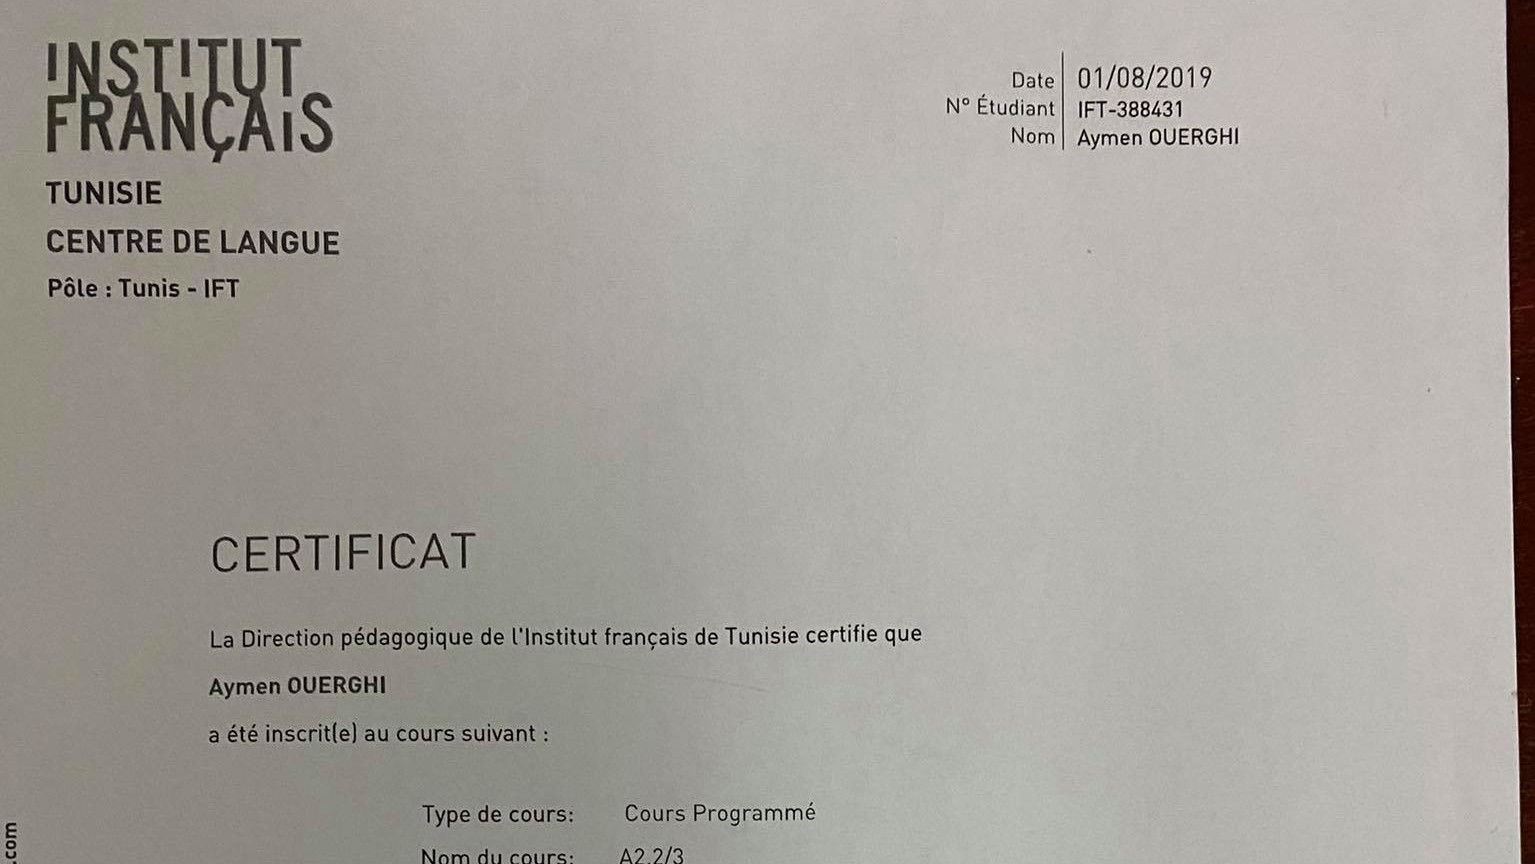 INSTITUT
FRANÇAIS
TUNISIE
CENTRE DE LANGUE
Pôle : Tunis - IFT
Date 01/08/2019
N° Étudiant IFT-388431
Nom Aymen OUERGHI
CERTIFICAT
La Direction pédagogique de l'Institut français de Tunisie certifie que
Aymen OUERGHI
a été inscrit(e) au cours suivant :
Type de cours: Cours Programmé
Nom du cours: A2.2/3
.com